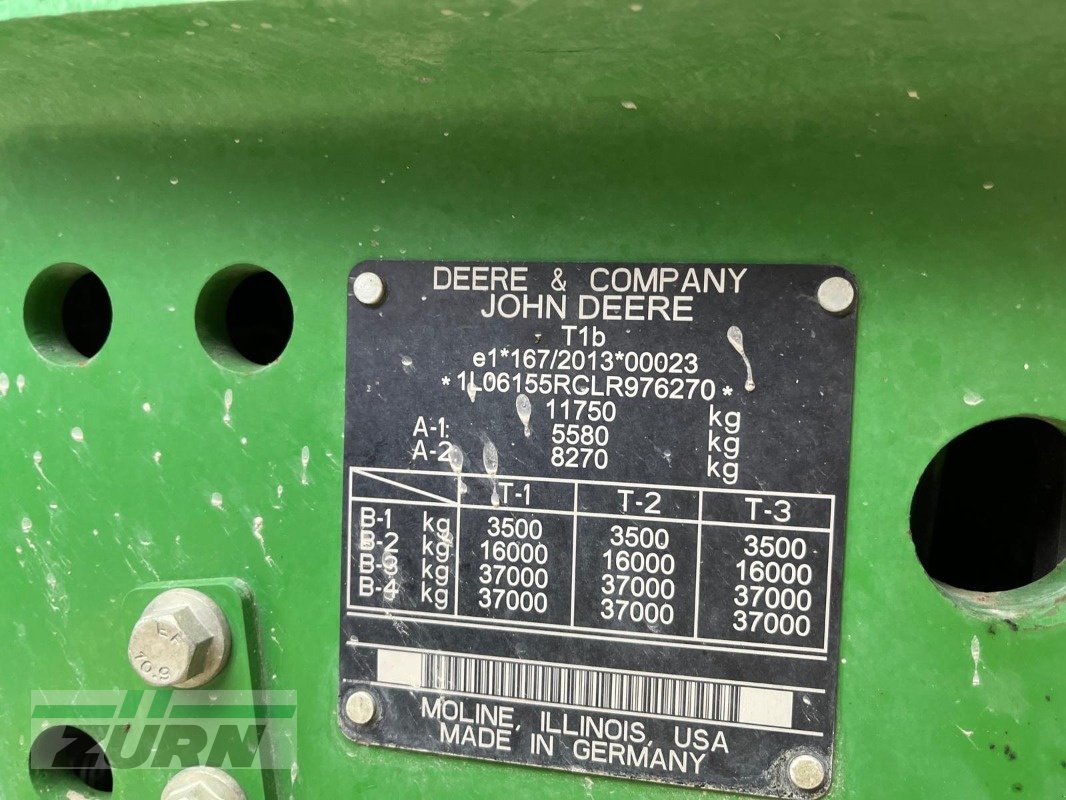 DEERE & COMPANY
JOHN DEERE
T1b
e1*167/2013*00023
*1L06155RCLR976270*
11750 kg
A-1: 5580 kg
A-2 8270 kg
T-1 T-2 T-3
B-1 kg 3500 3500 3500
B-2 kg 16000 16000 16000
B-3 kg 37000 37000 37000
B-4 kg 37000 37000 37000
MOLINE, ILLINOIS, USA
MADE IN GERMANY
10.9
ZÜRN